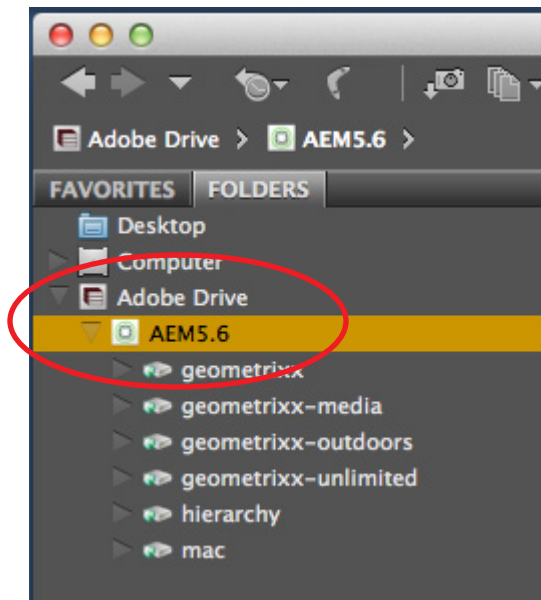 Adobe Drive > AEM5.6 >
FAVORITES FOLDERS
Desktop
Computer
Adobe Drive
AEM5.6
geometrixx
geometrixx-media
geometrixx-outdoors
geometrixx-unlimited
hierarchy
mac